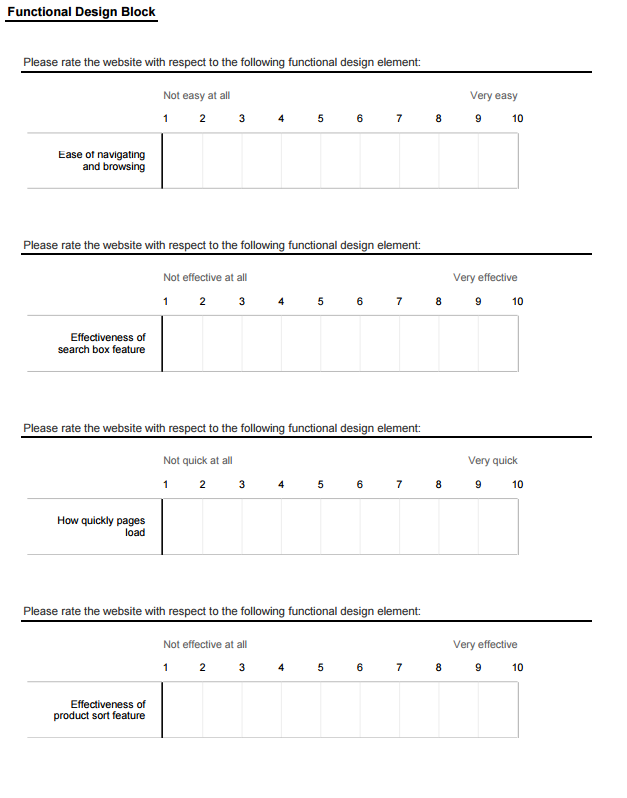 Functional Design Block
Please rate the website with respect to the following functional design element:
Not easy at all Very easy
1 2 3 4 5 6 7 8 9 10
Ease of navigating
and browsing
Please rate the website with respect to the following functional design element:
Not effective at all Very effective
1 2 3 4 5 6 7 8 9 10
Effectiveness of
search box feature
Please rate the website with respect to the following functional design element:
Not quick at all Very quick
1 2 3 4 5 6 7 8 9 10
How quickly pages
load
Please rate the website with respect to the following functional design element:
Not effective at all Very effective
1 2 3 4 5 6 7 8 9 10
Effectiveness of
product sort feature